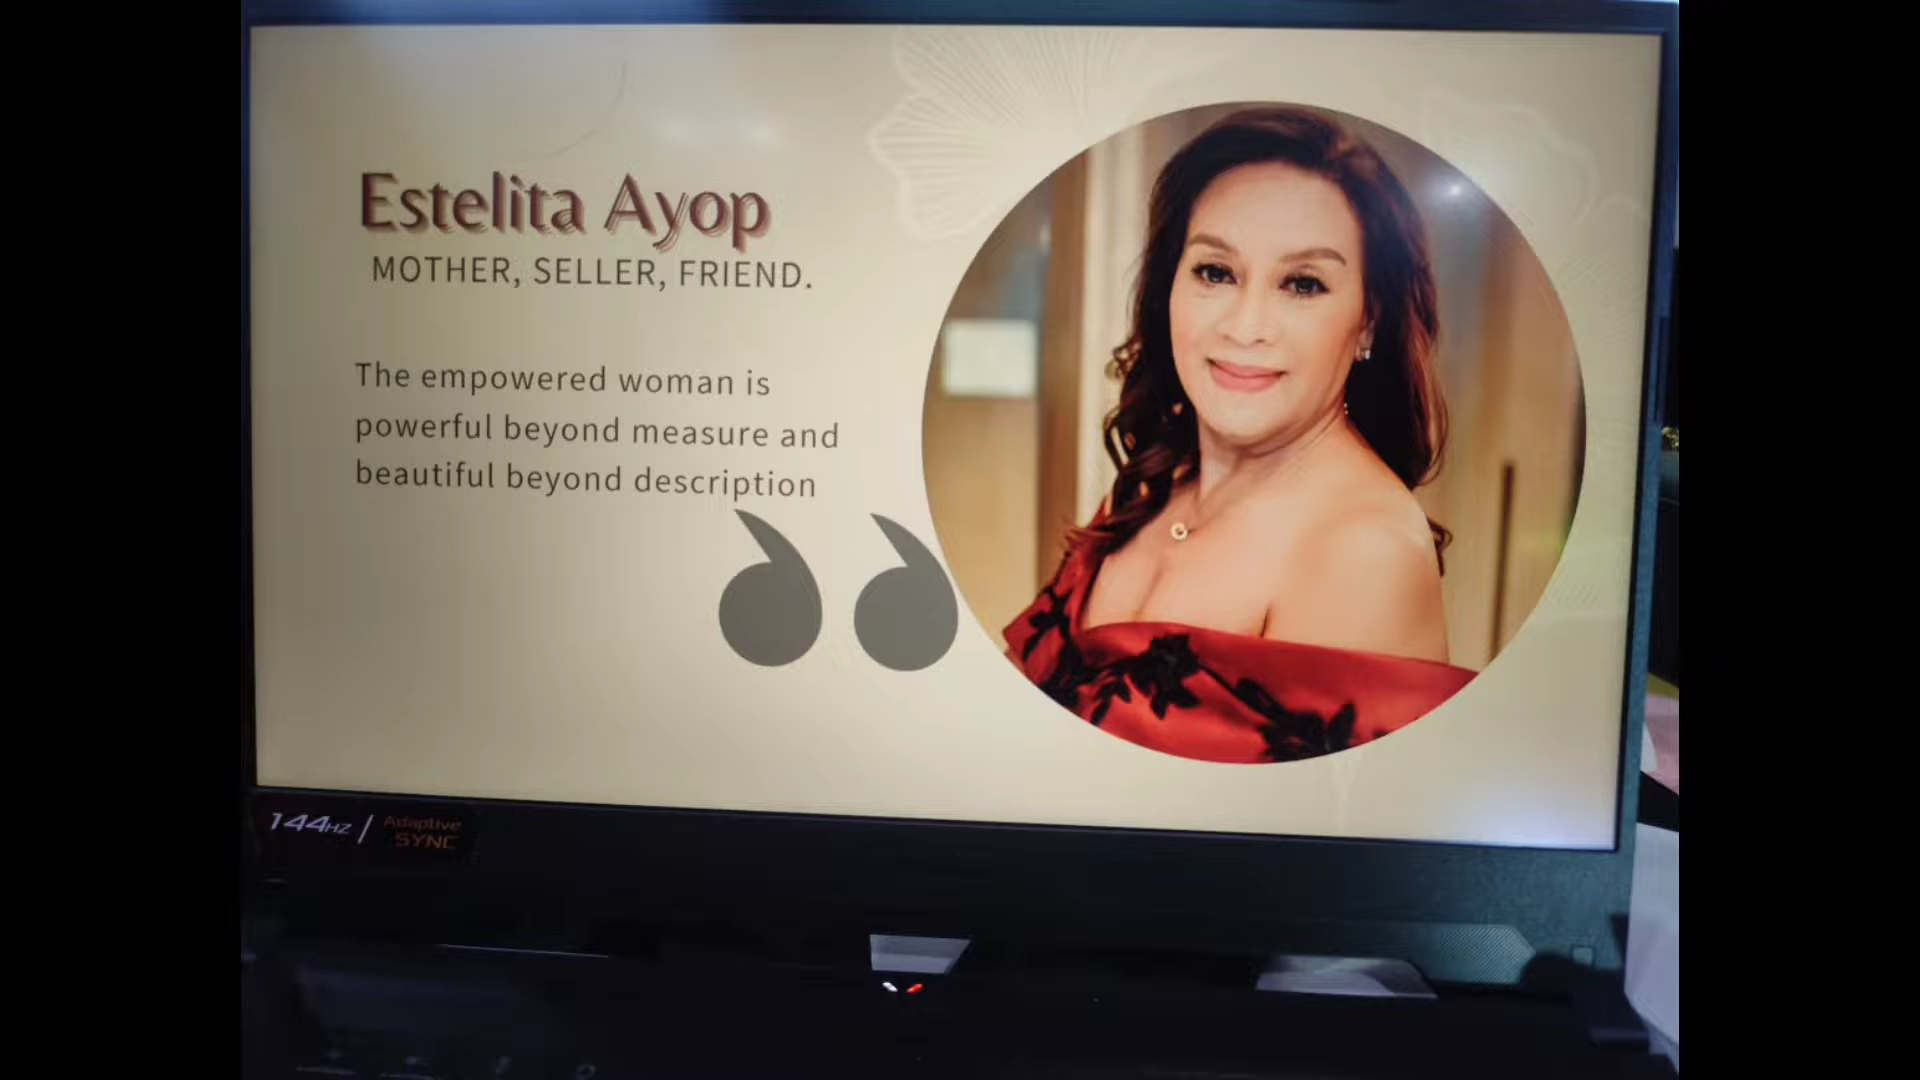 Estelita Ayop
MOTHER, SELLER, FRIEND.
The empowered woman is
powerful beyond measure and
beautiful beyond description
144HZ / Adaptive
SYNC